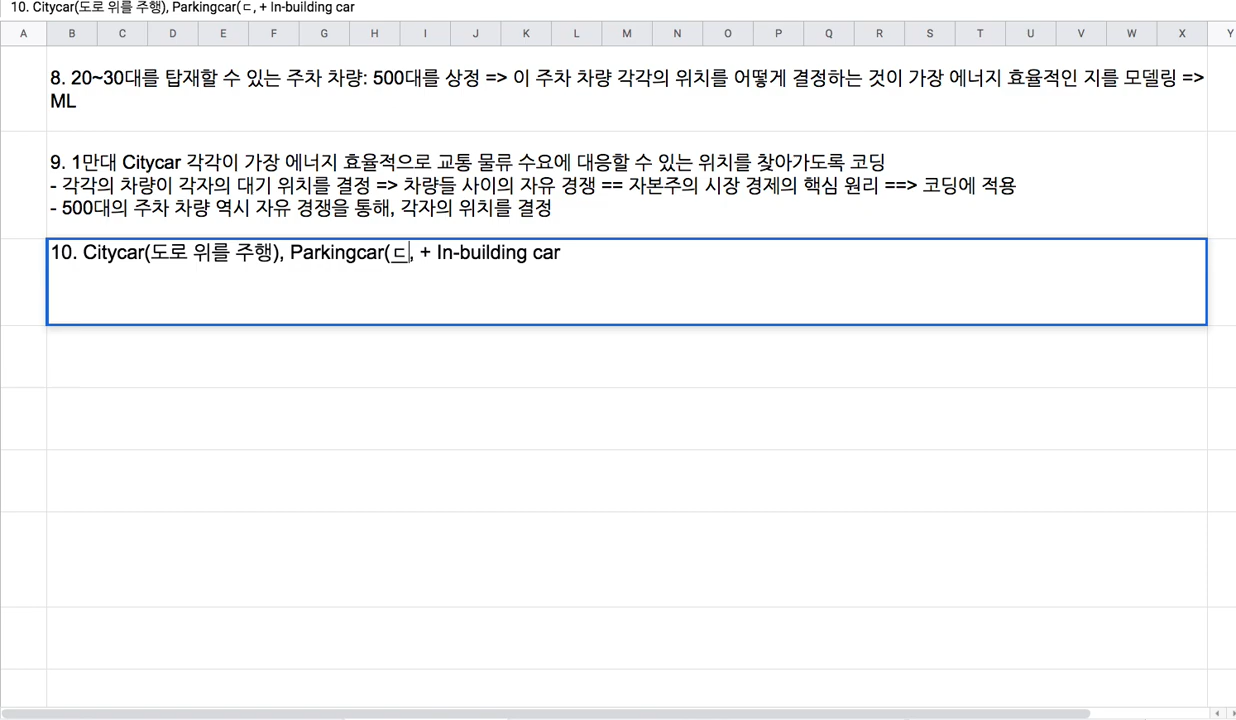 10. Citycar(도로 위를 주행), Parkingcar(ㄷ, + In-building car
A B C D E F G H I J K L M N O P Q R S T U V W X Y
8. 20~30대를 탑재할 수 있는 주차 차량: 500대를 상정 => 이 주차 차량 각각의 위치를 어떻게 결정하는 것이 가장 에너지 효율적인 지를 모델링 =>
ML
9. 1만대 Citycar 각각이 가장 에너지 효율적으로 교통 물류 수요에 대응할 수 있는 위치를 찾아가도록 코딩
- 각각의 차량이 각자의 대기 위치를 결정 => 차량들 사이의 자유 경쟁 == 자본주의 시장 경제의 핵심 원리 ==> 코딩에 적용
- 500대의 주차 차량 역시 자유 경쟁을 통해, 각자의 위치를 결정
10. Citycar(도로 위를 주행), Parkingcar(ㄷ, + In-building car